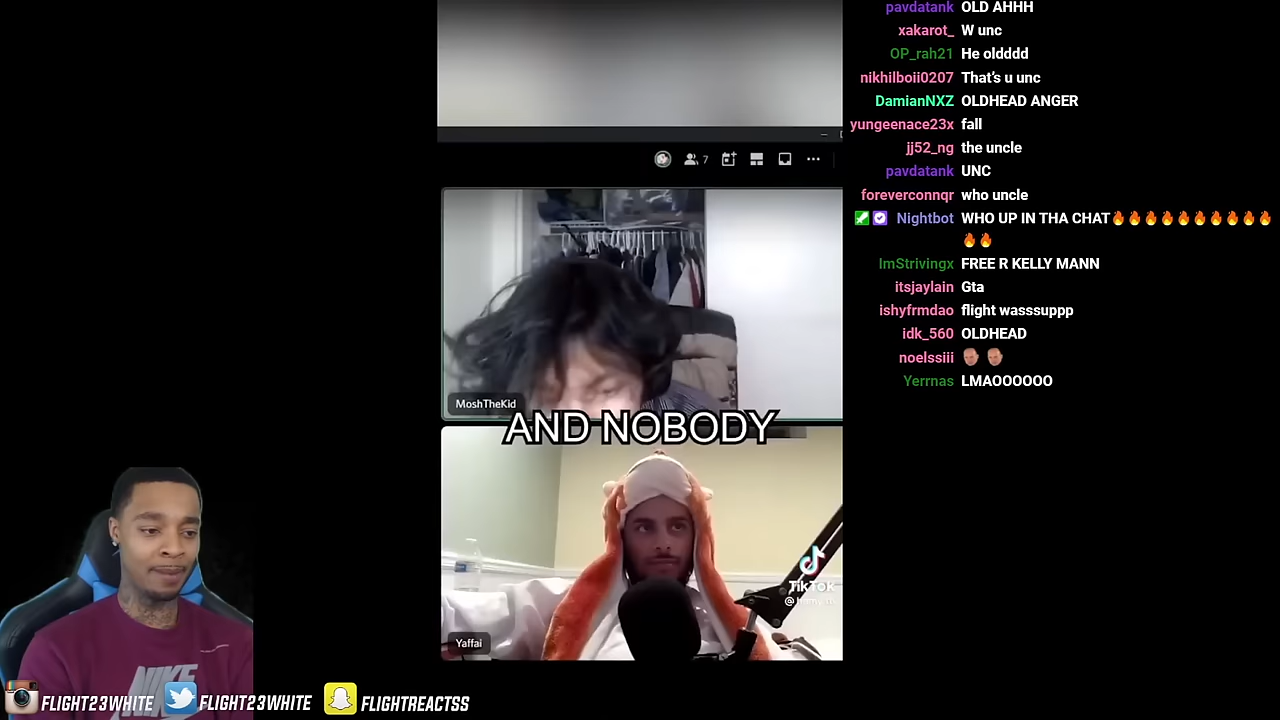 pavdatank OLD AHHH
xakarot_ W unc
OP_rah21 He oldddd
nikhilboii0207 That's u unc
DamianNXZ OLDHEAD ANGER
yungeenace23x fall
jj52_ng the uncle
pavdatank UNC
foreverconnqr who uncle
Nightbot WHO UP IN THA CHAT🔥🔥🔥🔥🔥🔥🔥🔥🔥🔥
🔥🔥
ImStrivingx FREE R KELLY MANN
itsjaylain Gta
ishyfrmdao flight wasssuppp
idk_560 OLDHEAD
noelssiii
Yerrnas LMAOOOOOO
7
MoshTheKid
AND NOBODY
TikTok
Yaffai
NIKE
FLIGHT23WHITE
FLIGHT23WHITE
FLIGHTREACTSS